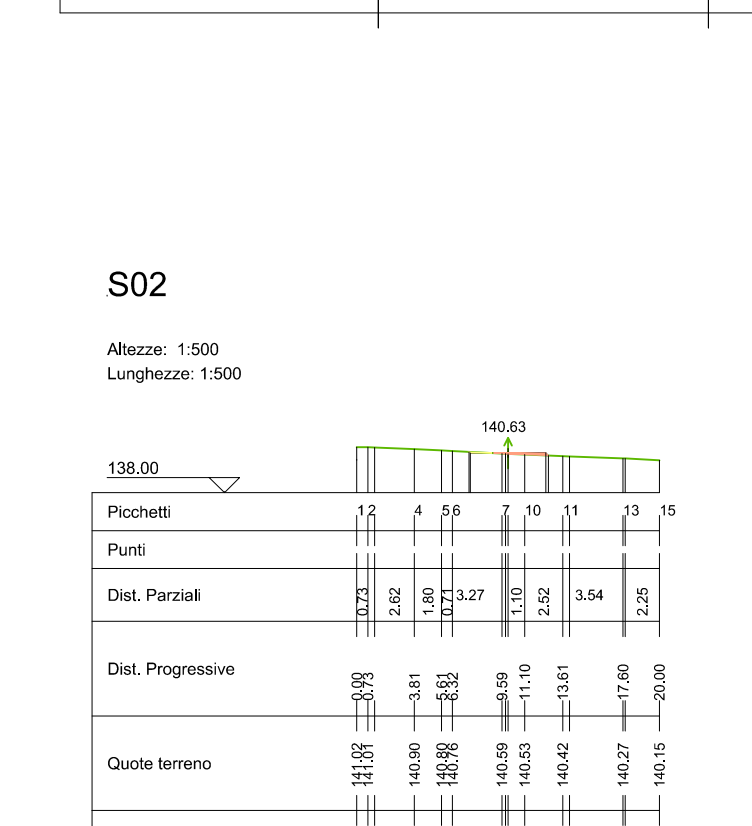 S02
Altezze: 1:500
Lunghezze: 1:500
140.63
138.00
Picchetti 1 2 4 5 6 7 10 11 13 15
Punti
Dist. Parziali 0.73 2.62 1.80 0.71 3.27 1.10 2.52 3.54 2.25
Dist. Progressive 0.00 0.73 3.81 5.61 6.32 9.59 11.10 13.61 17.60 20.00
Quote terreno 141.02 141.01 140.90 140.80 140.76 140.59 140.53 140.42 140.27 140.15